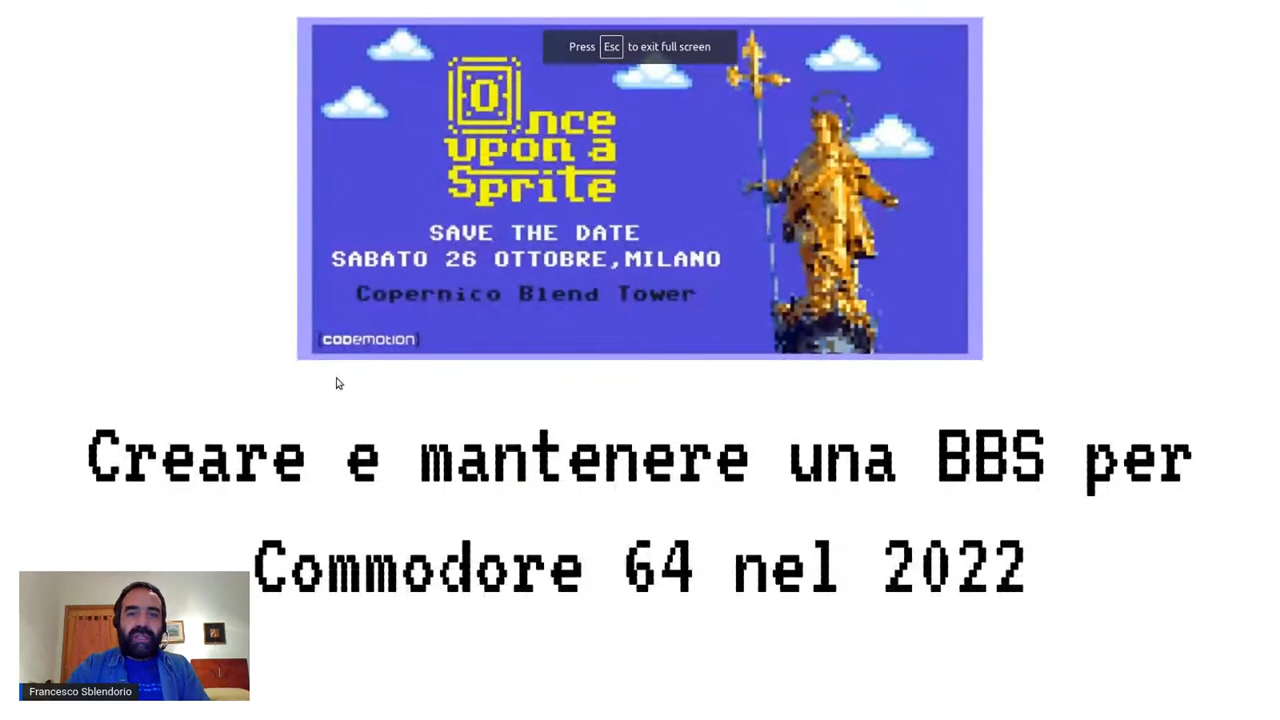 Press Esc to exit full screen
Once
upon a
Sprite
SAVE THE DATE
SABATO 26 OTTOBRE,MILANO
Copernico Blend Tower
[CODEMOTION]
Creare e mantenere una BBS per
Commodore 64 nel 2022
Francesco Sblendorio